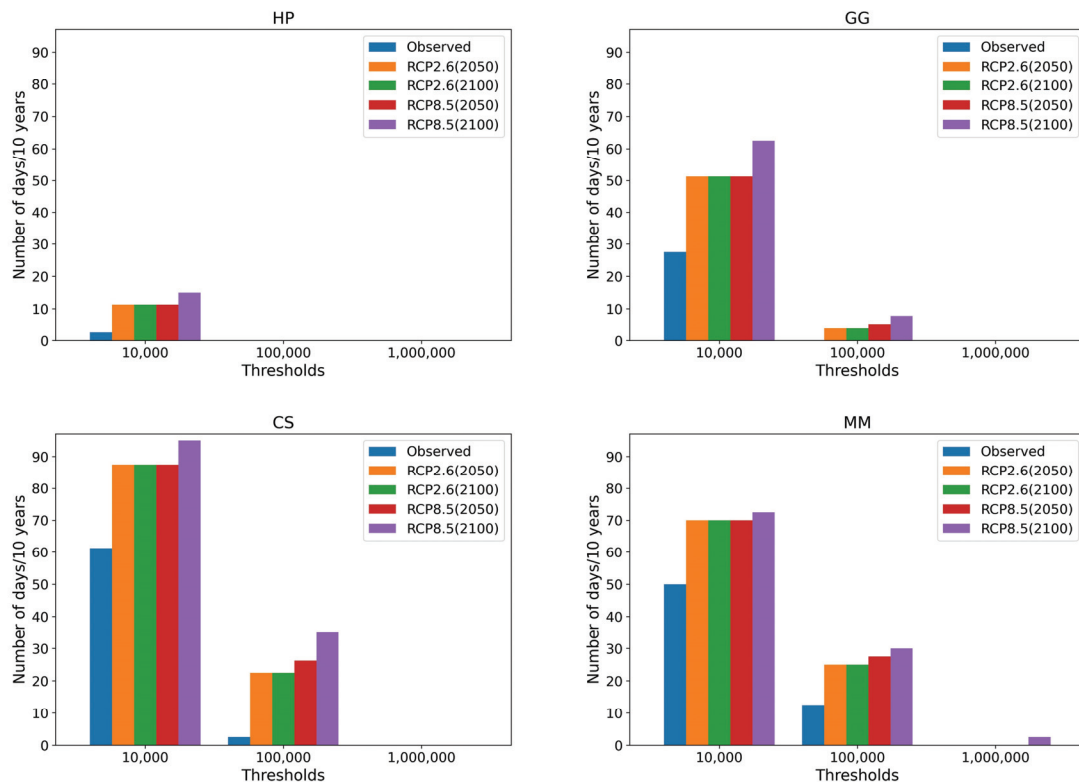 HP
Number of days/10 years
90
80
70
60
50
40
30
20
10
0
Observed
RCP2.6(2050)
RCP2.6(2100)
RCP8.5(2050)
RCP8.5(2100)
10,000 100,000 1,000,000
Thresholds
GG
Number of days/10 years
90
80
70
60
50
40
30
20
10
0
Observed
RCP2.6(2050)
RCP2.6(2100)
RCP8.5(2050)
RCP8.5(2100)
10,000 100,000 1,000,000
Thresholds
CS
Number of days/10 years
90
80
70
60
50
40
30
20
10
0
Observed
RCP2.6(2050)
RCP2.6(2100)
RCP8.5(2050)
RCP8.5(2100)
10,000 100,000 1,000,000
Thresholds
MM
Number of days/10 years
90
80
70
60
50
40
30
20
10
0
Observed
RCP2.6(2050)
RCP2.6(2100)
RCP8.5(2050)
RCP8.5(2100)
10,000 100,000 1,000,000
Thresholds